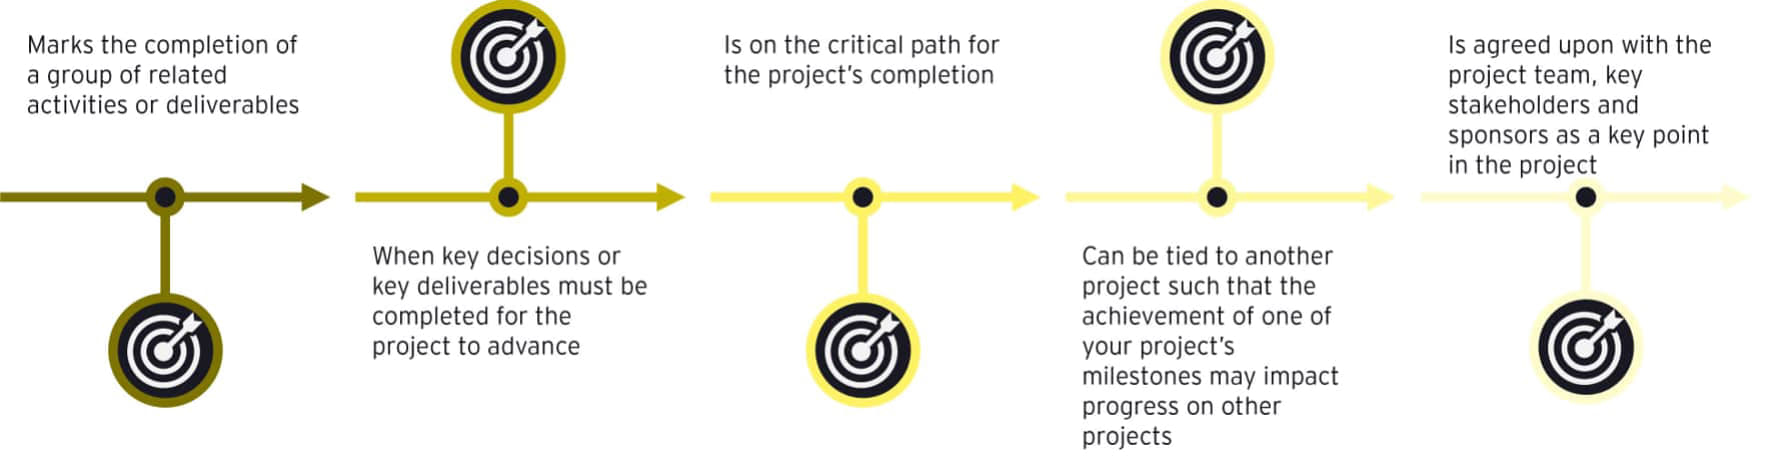 Marks the completion of
a group of related
activities or deliverables
When key decisions or
key deliverables must be
completed for the
project to advance
Is on the critical path for
the project's completion
Can be tied to another
project such that the
achievement of one of
your project's
milestones may impact
progress on other
projects
Is agreed upon with the
project team, key
stakeholders and
sponsors as a key point
in the project